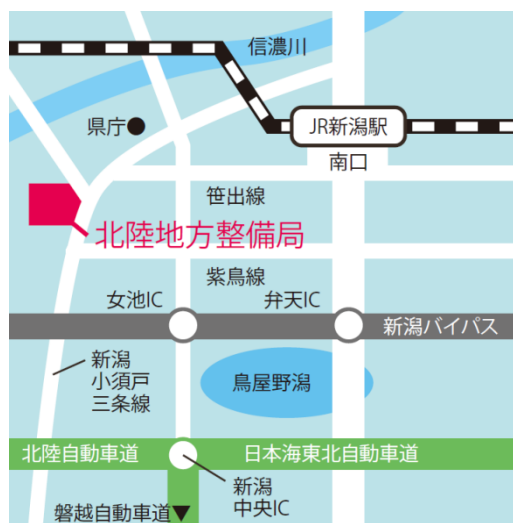 信濃川
県庁●
JR新潟駅
南口
笹出線
北陸地方整備局
紫鳥線
女池IC
弁天IC
新潟バイパス
新潟
小須戸
三条線
鳥屋野潟
北陸自動車道
日本海東北自動車道
新潟
中央IC
磐越自動車道▼